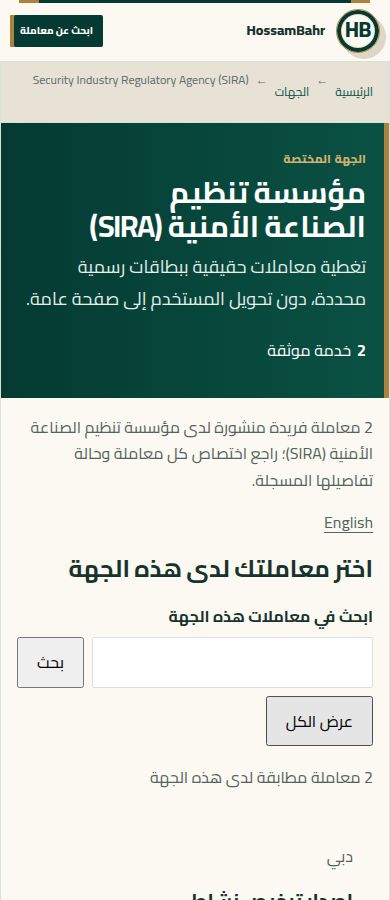 HB
HossamBahr
ابحث عن معاملة
الرئيسية ← الجهات ← Security Industry Regulatory Agency (SIRA)
الجهة المختصة
مؤسسة تنظيم
الصناعة الأمنية (SIRA)
تغطية معاملات حقيقية ببطاقات رسمية
محددة، دون تحويل المستخدم إلى صفحة عامة.
2 خدمة موثقة
2 معاملة فريدة منشورة لدى مؤسسة تنظيم الصناعة
الأمنية (SIRA)؛ راجع اختصاص كل معاملة وحالة
تفاصيلها المسجلة.
English
اختر معاملتك لدى هذه الجهة
ابحث في معاملات هذه الجهة
بحث
عرض الكل
2 معاملة مطابقة لدى هذه الجهة
دبي